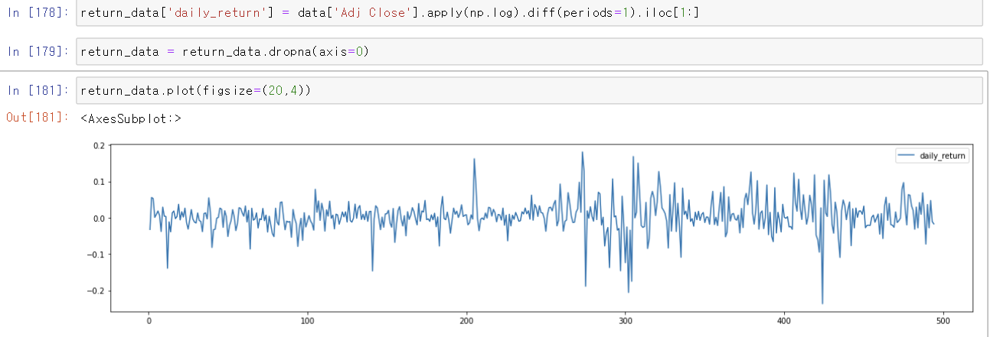 In [178]: return_data['daily_return'] = data['Adj Close'].apply(np.log).diff(periods=1).iloc[1:]
In [179]: return_data = return_data.dropna(axis=0)
In [181]: return_data.plot(figsize=(20,4))
Out[181]: <AxesSubplot:>
0.2
daily_return
0.1
0.0
−0.1
−0.2
0 100 200 300 400 500